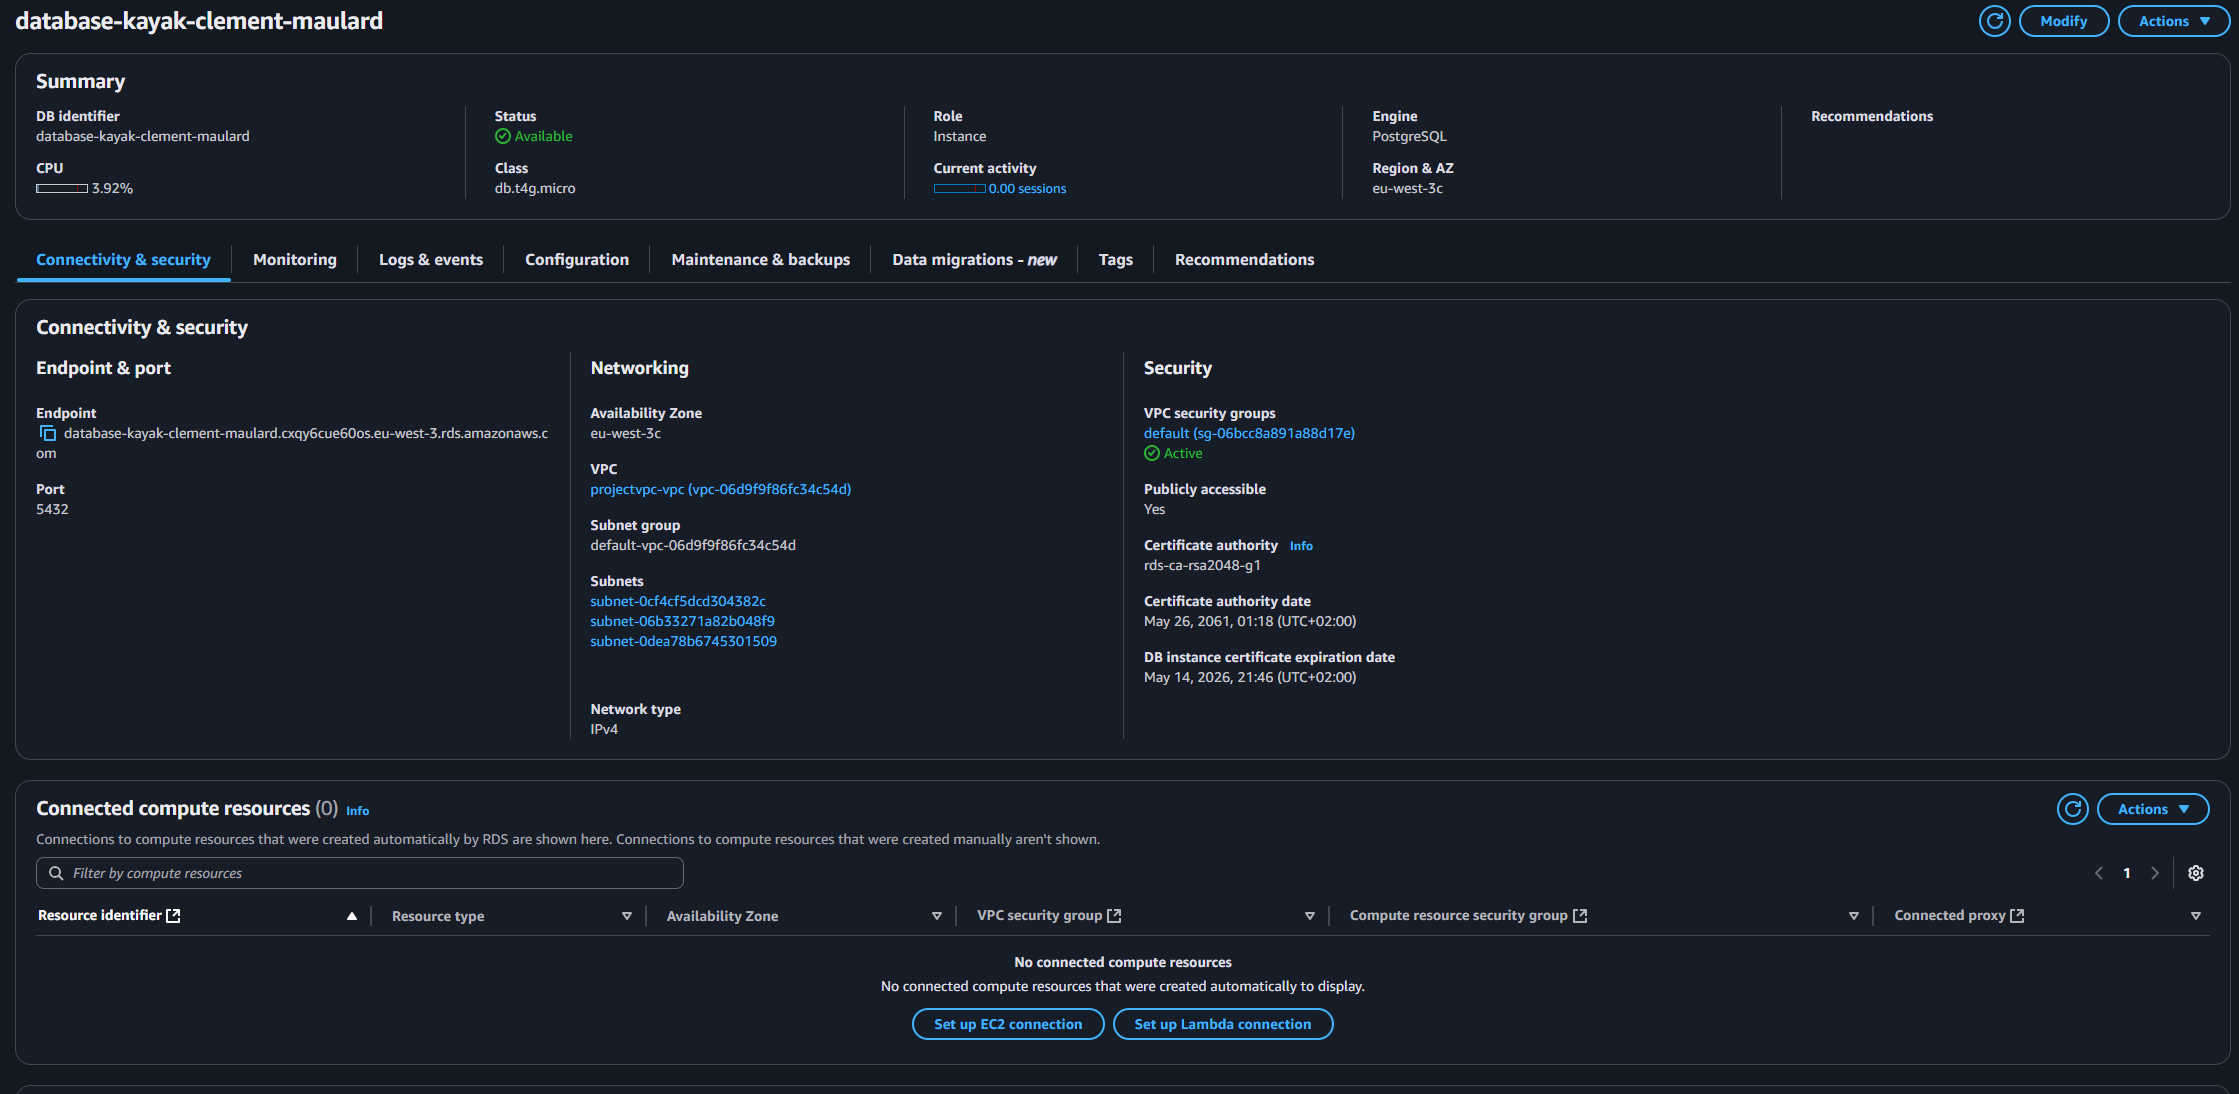 database-kayak-clement-maulard
Modify
Actions
Summary
DB identifier
database-kayak-clement-maulard
CPU
3.92%
Status
Available
Class
db.t4g.micro
Role
Instance
Current activity
0.00 sessions
Engine
PostgreSQL
Region & AZ
eu-west-3c
Recommendations
Connectivity & security
Monitoring
Logs & events
Configuration
Maintenance & backups
Data migrations - new
Tags
Recommendations
Connectivity & security
Endpoint & port
Endpoint
database-kayak-clement-maulard.cxqy6cue60os.eu-west-3.rds.amazonaws.c
om
Port
5432
Networking
Availability Zone
eu-west-3c
VPC
projectvpc-vpc (vpc-06d9f9f86fc34c54d)
Subnet group
default-vpc-06d9f9f86fc34c54d
Subnets
subnet-0cf4cf5dcd304382c
subnet-06b33271a82b048f9
subnet-0dea78b6745301509
Network type
IPv4
Security
VPC security groups
default (sg-06bcc8a891a88d17e)
Active
Publicly accessible
Yes
Certificate authority Info
rds-ca-rsa2048-g1
Certificate authority date
May 26, 2061, 01:18 (UTC+02:00)
DB instance certificate expiration date
May 14, 2026, 21:46 (UTC+02:00)
Connected compute resources (0) Info
Actions
Connections to compute resources that were created automatically by RDS are shown here. Connections to compute resources that were created manually aren't shown.
Filter by compute resources
1
Resource identifier
Resource type
Availability Zone
VPC security group
Compute resource security group
Connected proxy
No connected compute resources
No connected compute resources that were created automatically to display.
Set up EC2 connection
Set up Lambda connection